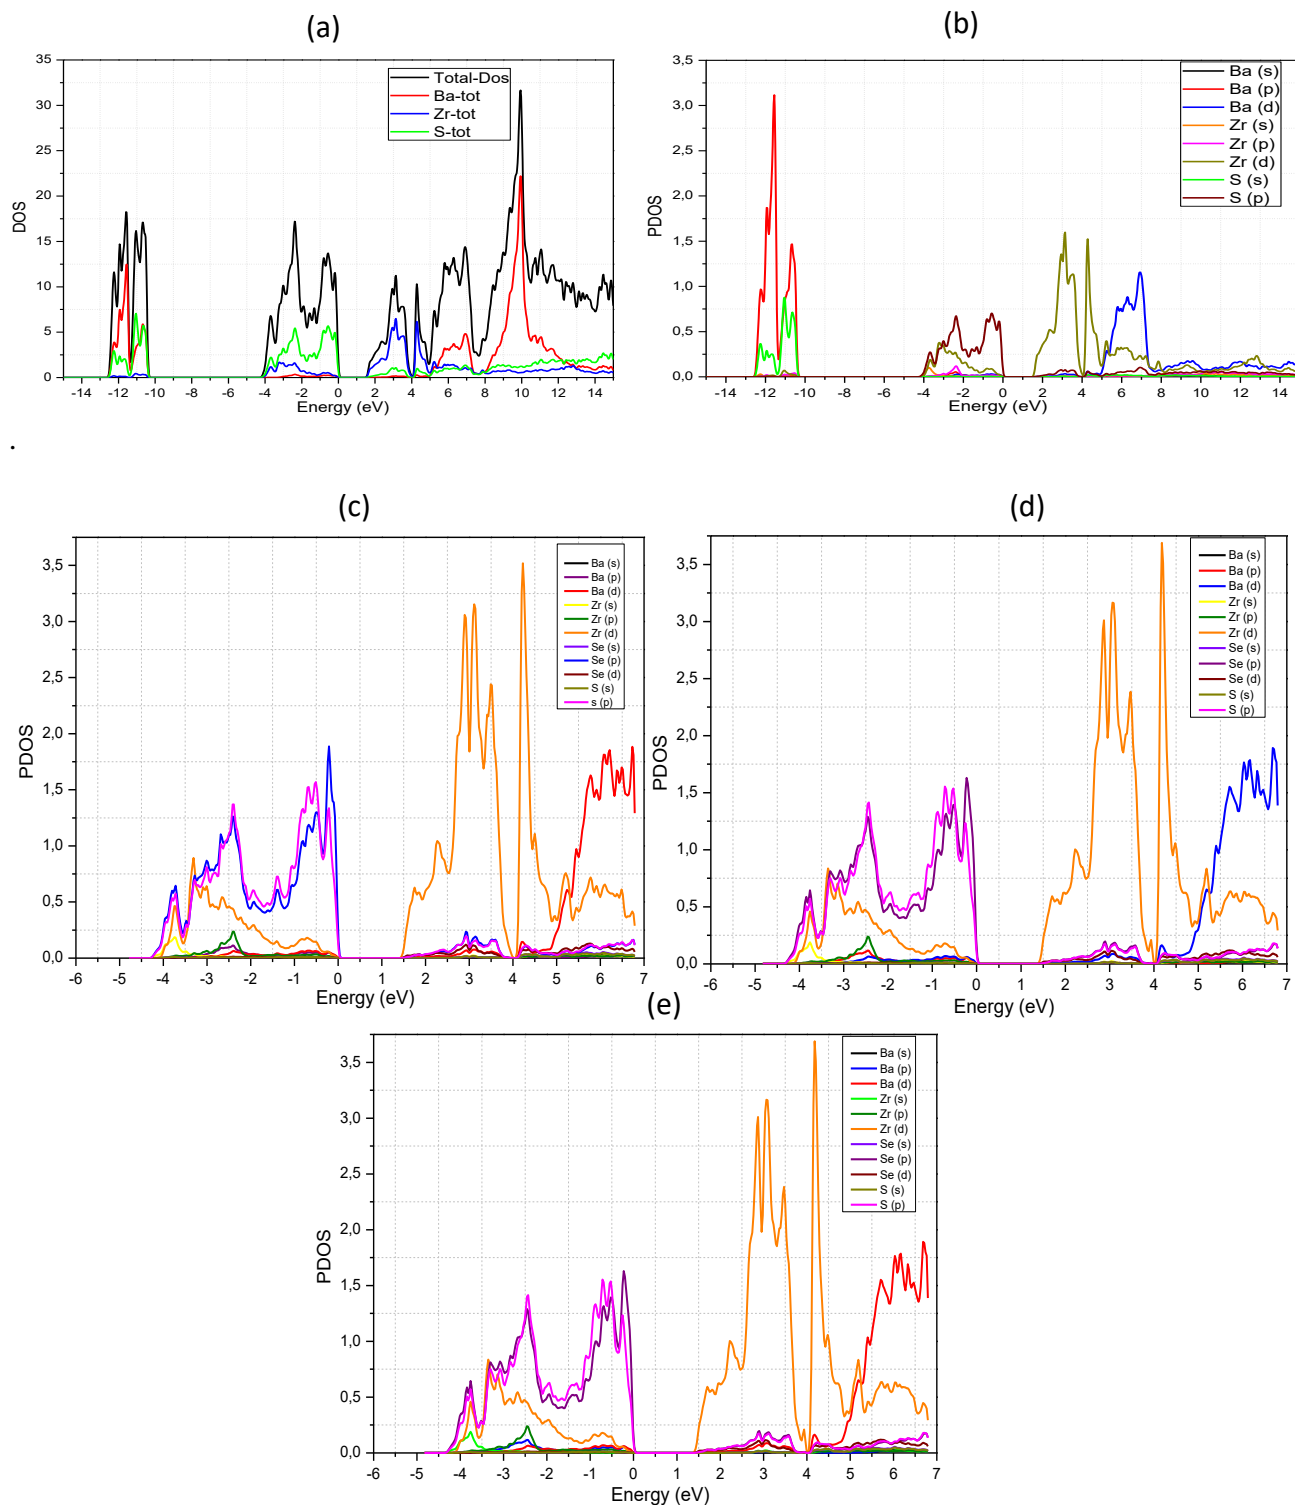 (a)
35
30
25
20
15
10
5
0
DOS
Total-Dos
Ba-tot
Zr-tot
S-tot
-14 -12 -10 -8 -6 -4 -2 0 2 4 6 8 10 12 14
Energy (eV)
(b)
3,5
3,0
2,5
2,0
1,5
1,0
0,5
0,0
PDOS
Ba (s)
Ba (p)
Ba (d)
Zr (s)
Zr (p)
Zr (d)
S (s)
S (p)
-14 -12 -10 -8 -6 -4 -2 0 2 4 6 8 10 12 14
Energy (eV)
.
(c)
3,5
3,0
2,5
2,0
1,5
1,0
0,5
0,0
PDOS
Ba (s)
Ba (p)
Ba (d)
Zr (s)
Zr (p)
Zr (d)
Se (s)
Se (p)
Se (d)
S (s)
s (p)
-6 -5 -4 -3 -2 -1 0 1 2 3 4 5 6 7
Energy (eV)
(d)
3,5
3,0
2,5
2,0
1,5
1,0
0,5
0,0
PDOS
Ba (s)
Ba (p)
Ba (d)
Zr (s)
Zr (p)
Zr (d)
Se (s)
Se (p)
Se (d)
S (s)
S (p)
-6 -5 -4 -3 -2 -1 0 1 2 3 4 5 6 7
Energy (eV)
(e)
3,5
3,0
2,5
2,0
1,5
1,0
0,5
0,0
PDOS
Ba (s)
Ba (p)
Ba (d)
Zr (s)
Zr (p)
Zr (d)
Se (s)
Se (p)
Se (d)
S (s)
S (p)
-6 -5 -4 -3 -2 -1 0 1 2 3 4 5 6 7
Energy (eV)